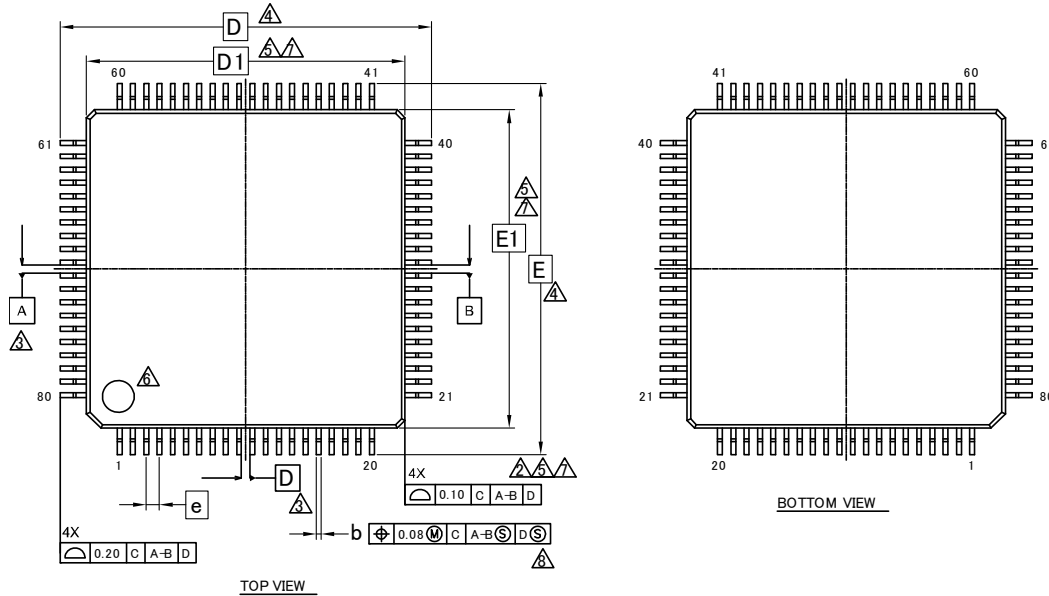 D 4
D1 5 7
60 41
61 40
5
7
E1
E
4
A
3
B
6
80 21
1 20
e
D
3
4X
2 5 7
0.10 C A-B D
b 0.08 Ⓜ C A-B Ⓢ D Ⓢ
8
4X
0.20 C A-B D
TOP VIEW
41 60
40 6
21
20 1
BOTTOM VIEW